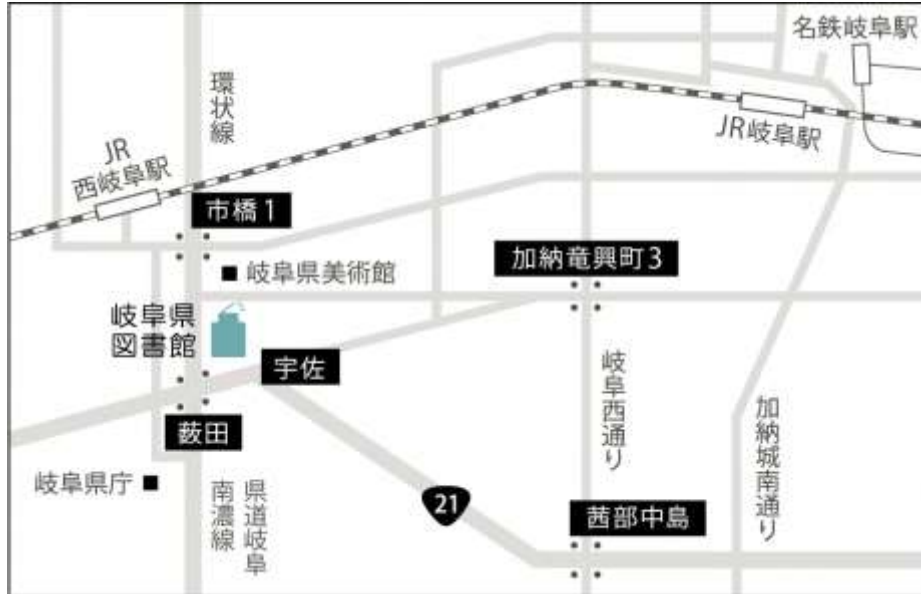 名鉄岐阜駅
環状線
JR岐阜駅
JR
西岐阜駅
市橋1
岐阜県美術館
加納竜興町3
岐阜県
図書館
宇佐
岐阜西通り
加納城南通り
薮田
岐阜県庁
県道岐阜
南濃線
21
茜部中島